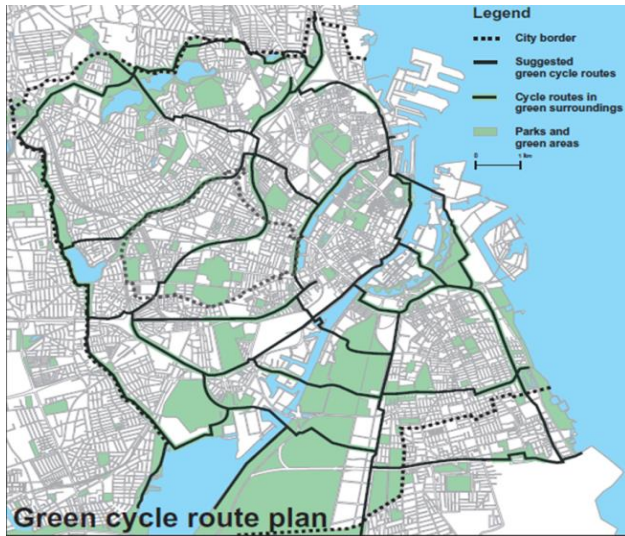 Legend
City border
Suggested
green cycle routes
Cycle routes in
green surroundings
Parks and
green areas
0 1 km
Green cycle route plan